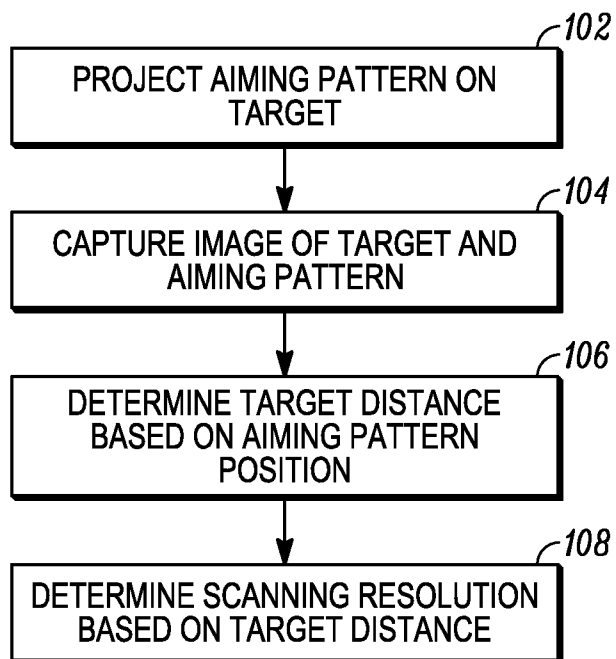 102
PROJECT AIMING PATTERN ON
TARGET
104
CAPTURE IMAGE OF TARGET AND
AIMING PATTERN
106
DETERMINE TARGET DISTANCE
BASED ON AIMING PATTERN
POSITION
108
DETERMINE SCANNING RESOLUTION
BASED ON TARGET DISTANCE